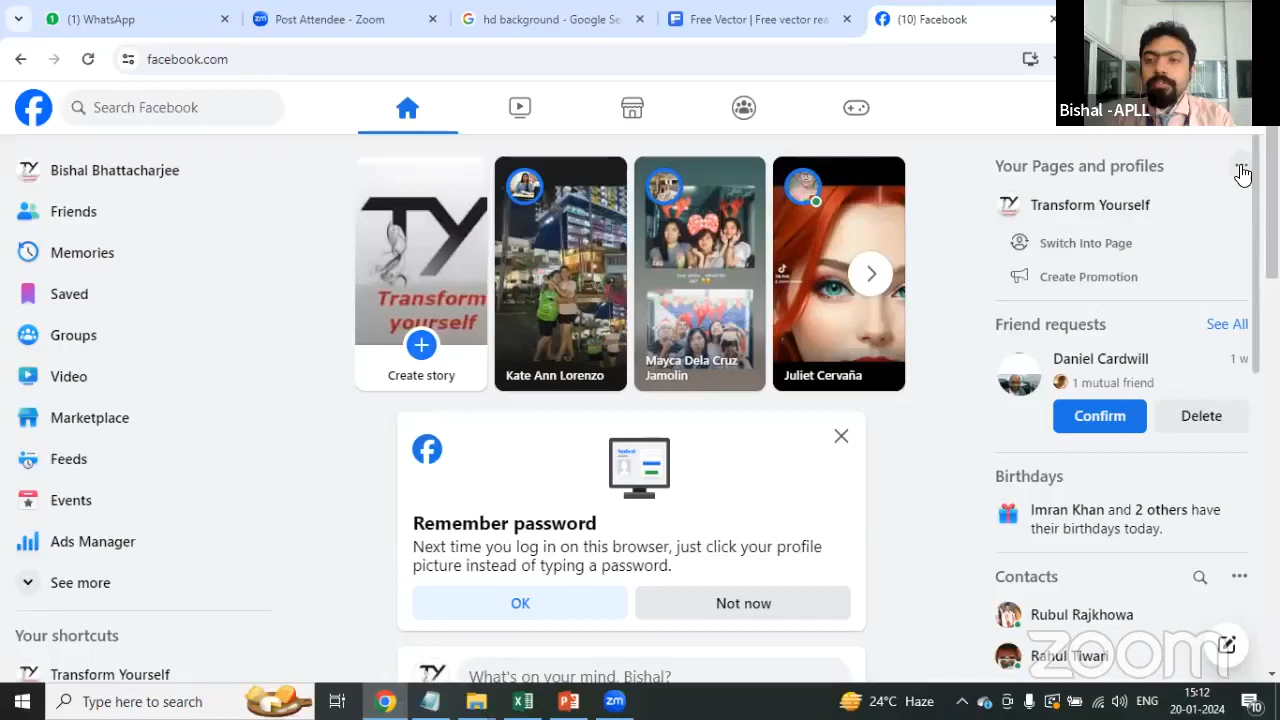 (1) WhatsApp
Post Attendee - Zoom
hd background - Google Se
Free Vector | Free vector rea
(10) Facebook
facebook.com
Bishal -APLL
Search Facebook
Bishal Bhattacharjee
Friends
Memories
Saved
Groups
Video
Marketplace
Feeds
Events
Ads Manager
See more
Your shortcuts
Transform Yourself
TY
Transform
yourself
Create story
Kate Ann Lorenzo
Mayca Dela Cruz
Jamolin
TikTok
Juliet Cervaña
Remember password
Next time you log in on this browser, just click your profile
picture instead of typing a password.
OK
Not now
What's on your mind, Bishal?
Your Pages and profiles
Transform Yourself
Switch Into Page
Create Promotion
Friend requests
See All
Daniel Cardwill
1 w
1 mutual friend
Confirm
Delete
Birthdays
Imran Khan and 2 others have
their birthdays today.
Contacts
Rubul Rajkhowa
Rahul Tiwari
zoom
Type here to search
24°C Haze
ENG
15:12
20-01-2024
10